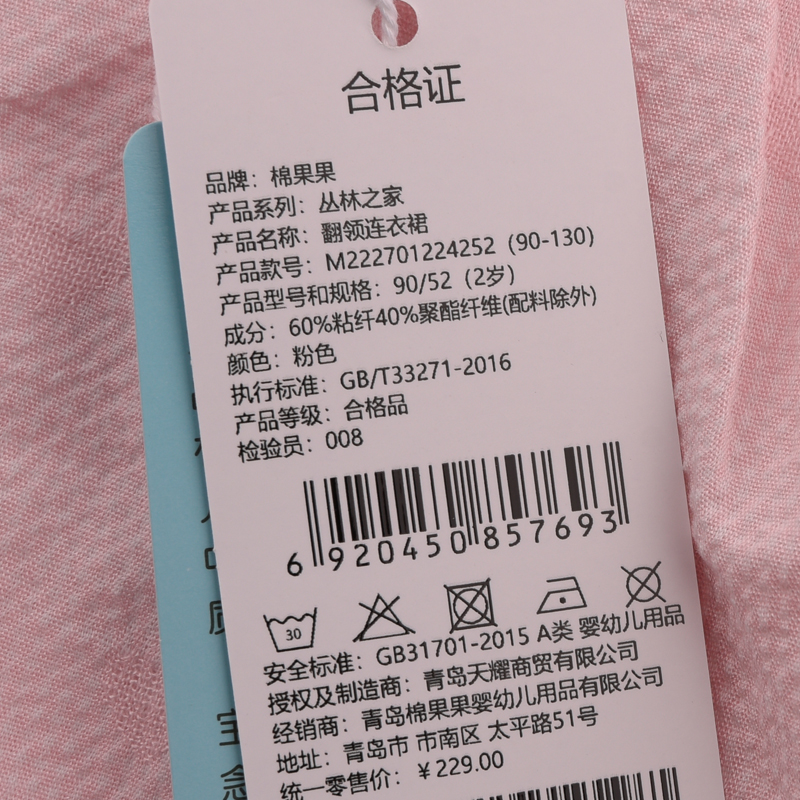 合格证
品牌：棉果果
产品系列：丛林之家
产品名称：翻领连衣裙
产品款号：M222701224252（90-130）
产品型号和规格：90/52（2岁）
成分：60%粘纤40%聚酯纤维(配料除外)
颜色：粉色
执行标准：GB/T33271-2016
产品等级：合格品
检验员：008
6 920450 857693
30
安全标准：GB31701-2015 A类 婴幼儿用品
授权及制造商：青岛天耀商贸有限公司
经销商：青岛棉果果婴幼儿用品有限公司
地址：青岛市 市南区 太平路51号
统一零售价：￥229.00